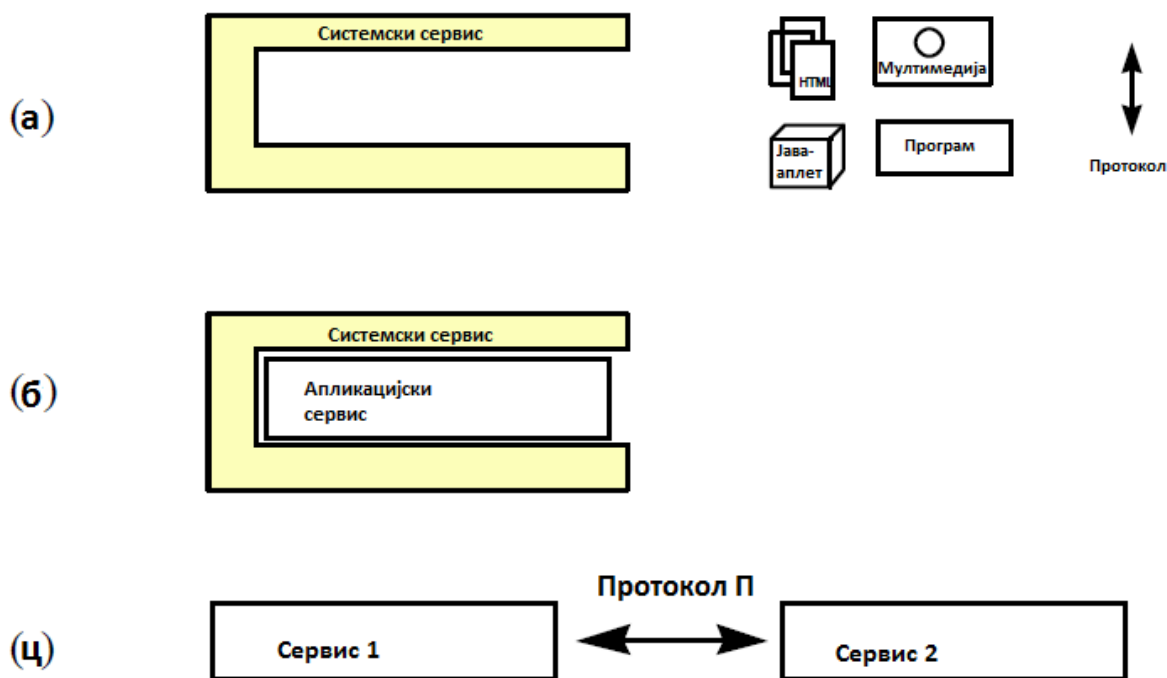 (а)
Системски сервис
HTML
Мултимедија
Јава-
аплет
Програм
Протокол
(б)
Системски сервис
Апликацијски
сервис
Протокол П
(ц)
Сервис 1
Сервис 2